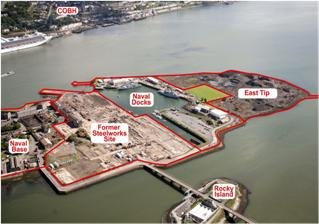 COBH
Naval
Docks
East Tip
Former
Steelworks
Site
Naval
Base
Rocky
Island